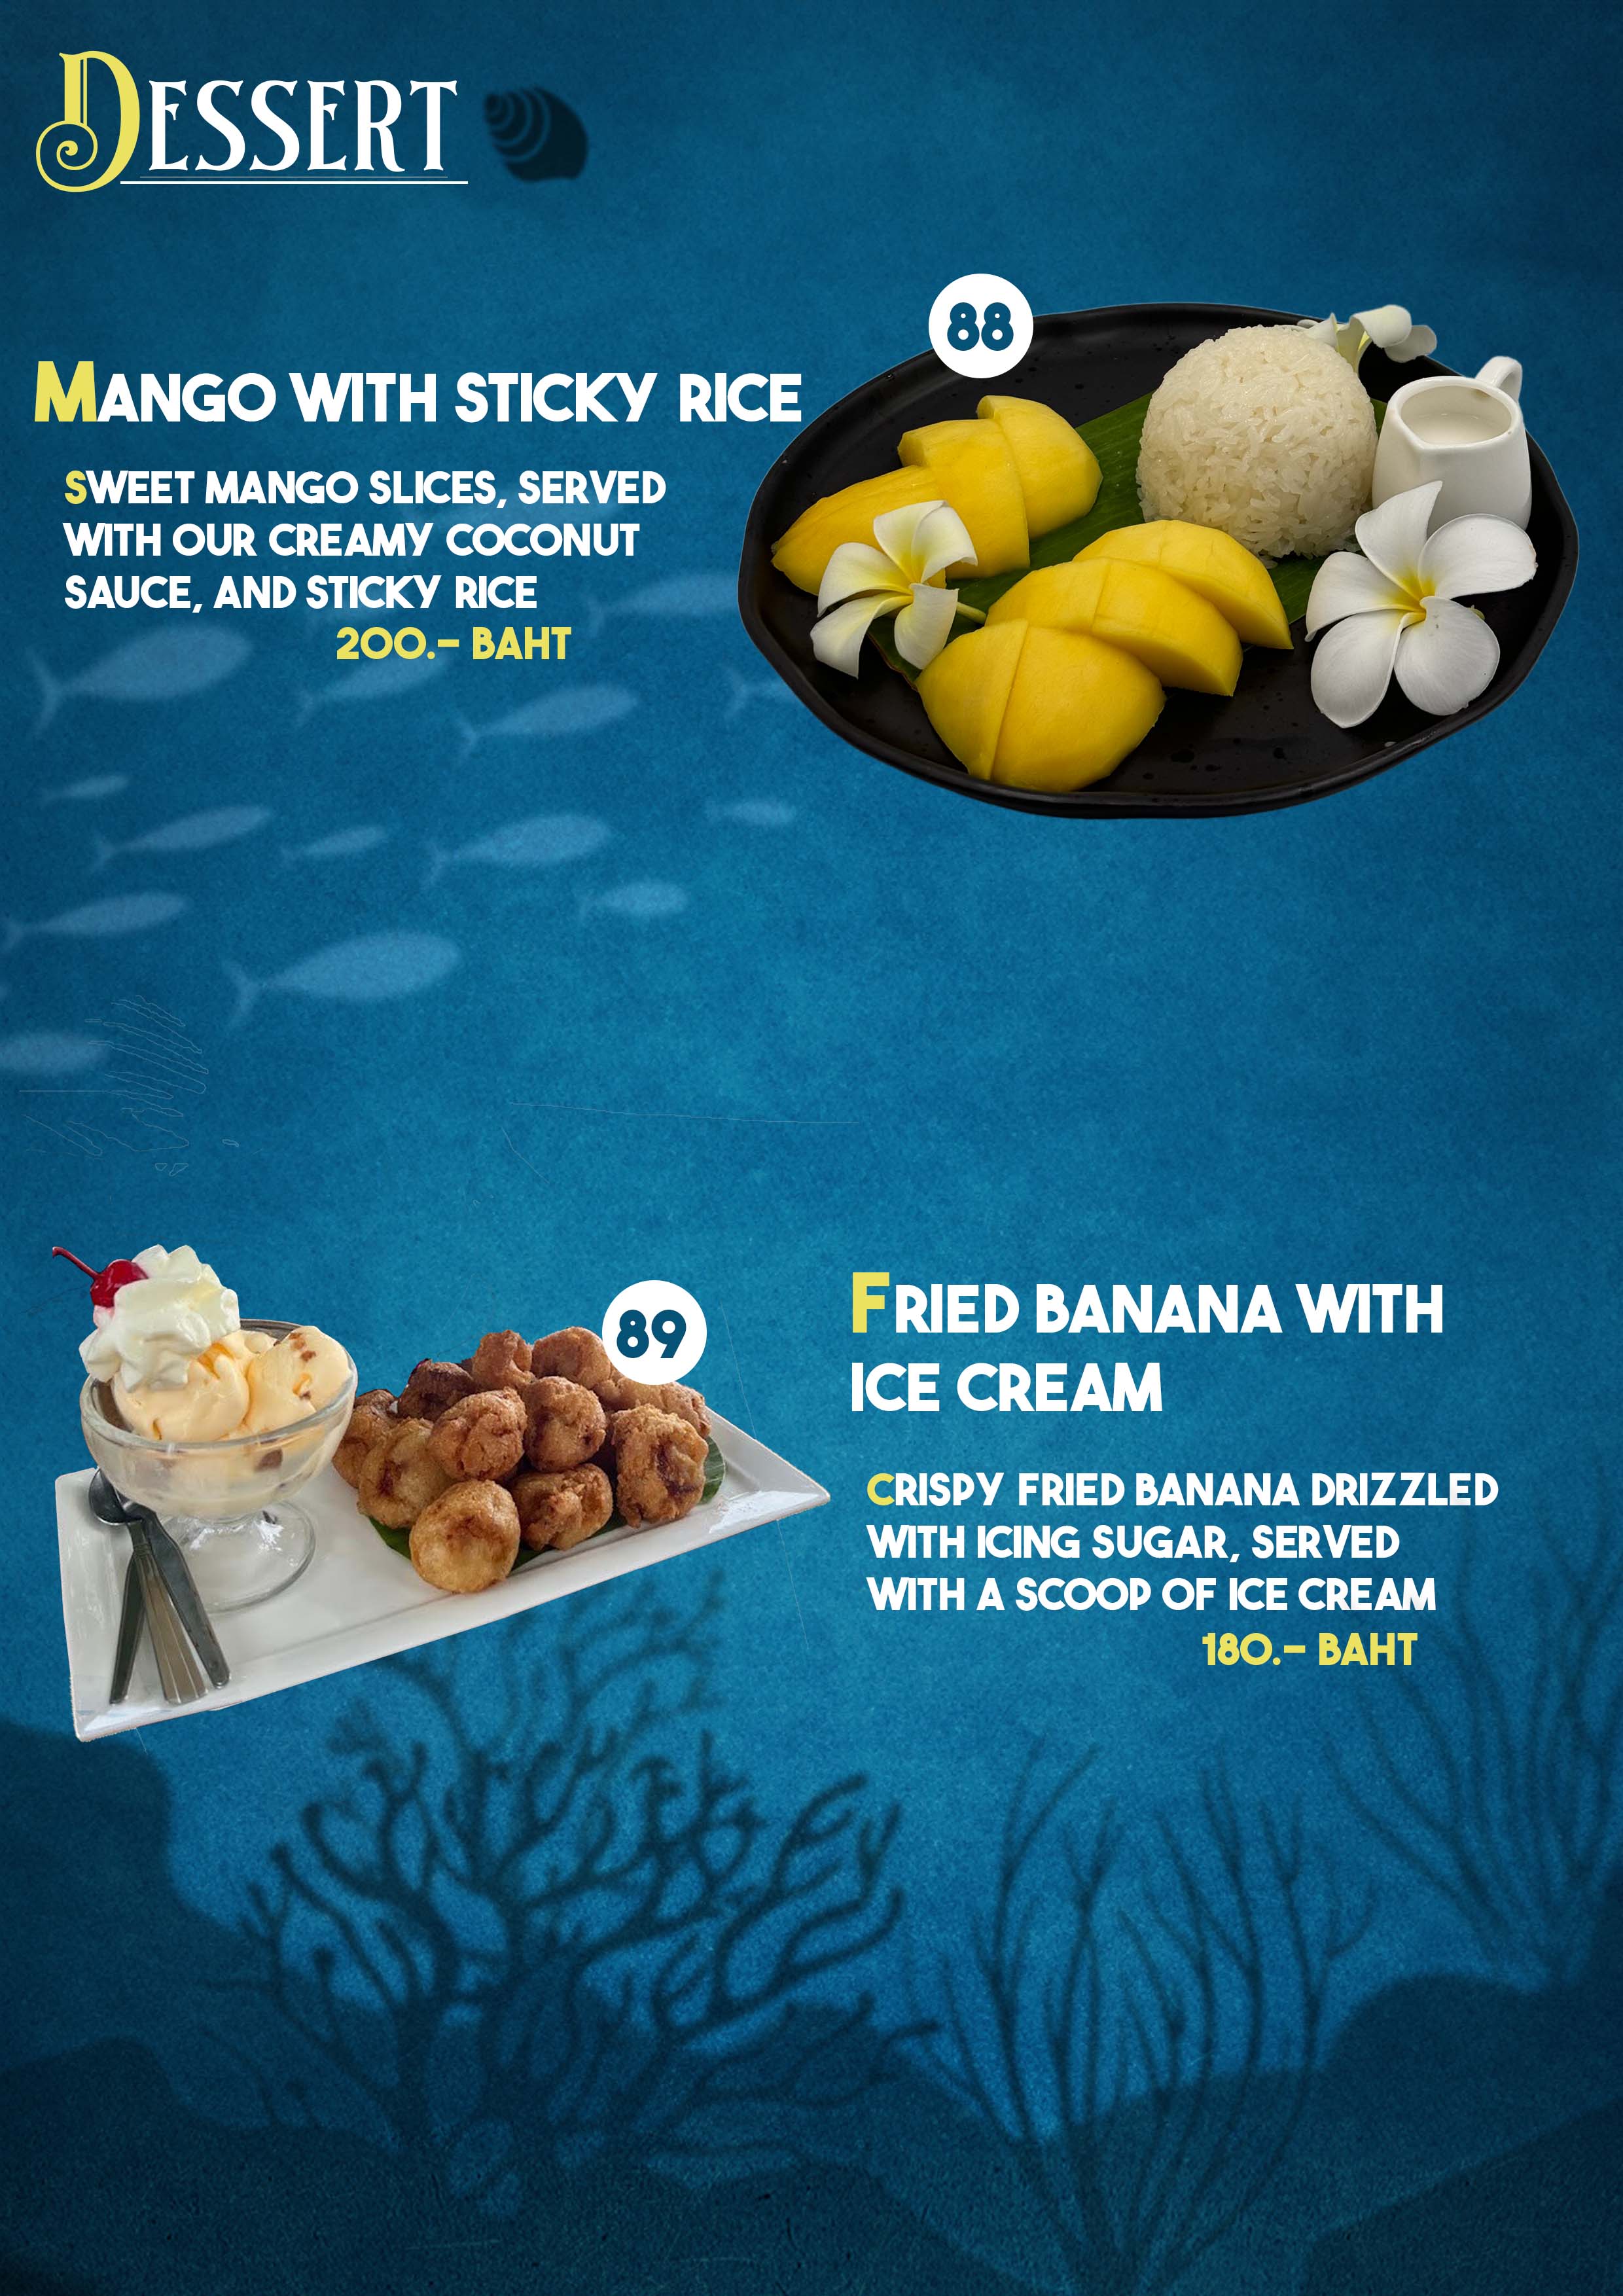 DESSERT
88
MANGO WITH STICKY RICE
SWEET MANGO SLICES, SERVED
WITH OUR CREAMY COCONUT
SAUCE, AND STICKY RICE
200.- BAHT
89
FRIED BANANA WITH
ICE CREAM
CRISPY FRIED BANANA DRIZZLED
WITH ICING SUGAR, SERVED
WITH A SCOOP OF ICE CREAM
180.- BAHT